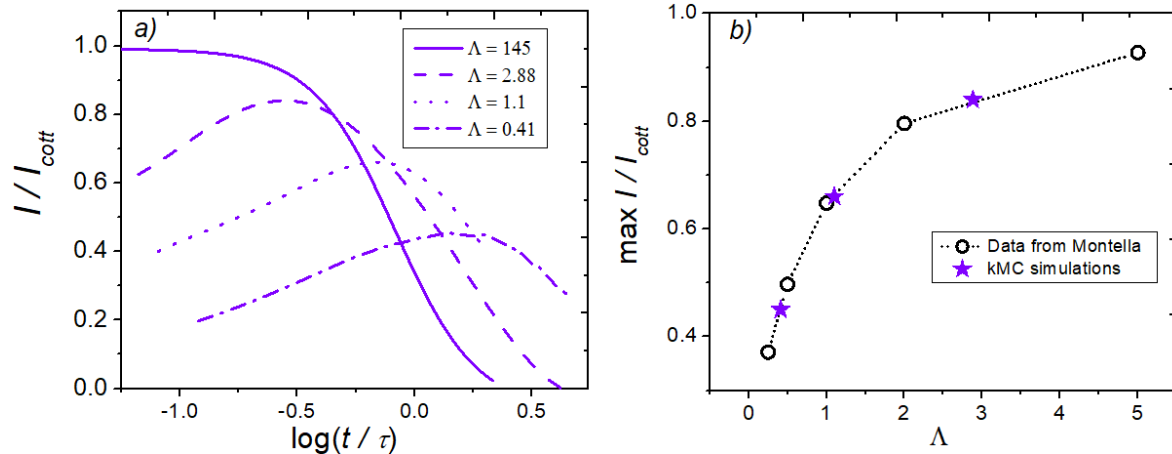 a)
I / I_cott
1.0
0.8
0.6
0.4
0.2
0.0
Λ = 145
Λ = 2.88
Λ = 1.1
Λ = 0.41
-1.0 -0.5 0.0 0.5
log(t / τ)
b)
max I / I_cott
1.0
0.8
0.6
0.4
Data from Montella
kMC simulations
0 1 2 3 4 5
Λ